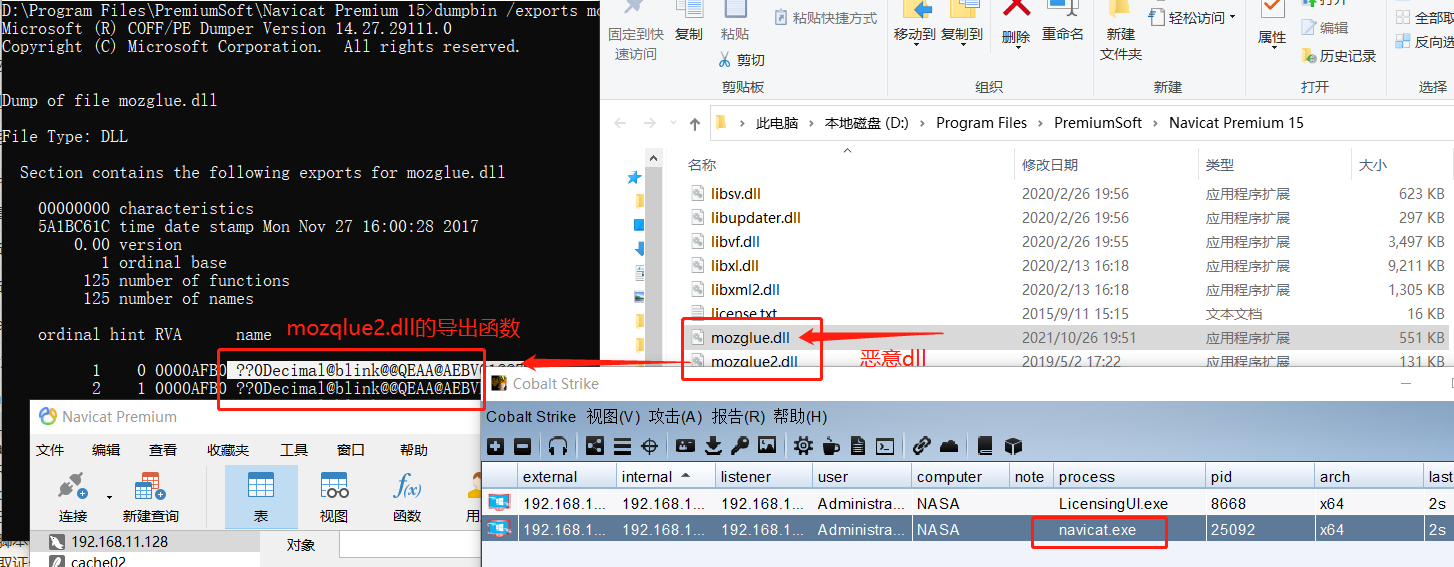 D:\Program Files\PremiumSoft\Navicat Premium 15>dumpbin /exports mo
Microsoft (R) COFF/PE Dumper Version 14.27.29111.0
Copyright (C) Microsoft Corporation.  All rights reserved.
Dump of file mozglue.dll
File Type: DLL
Section contains the following exports for mozglue.dll
00000000 characteristics
5A1BC61C time date stamp Mon Nov 27 16:00:28 2017
0.00 version
1 ordinal base
125 number of functions
125 number of names
ordinal hint RVA      name
mozqlue2.dll的导出函数
1    0 0000AFB0 ??0Decimal@blink@@QEAA@AEBV
2    1 0000AFB0 ??0Decimal@blink@@QEAA@AEBV
固定到快速访问
复制
粘贴
粘贴快捷方式
剪切
剪贴板
移动到
复制到
删除
重命名
组织
新建文件夹
轻松访问
新建
属性
打开
编辑
历史记录
打开
全部取
反向选
选择
此电脑 > 本地磁盘 (D:) > Program Files > PremiumSoft > Navicat Premium 15
名称 修改日期 类型 大小
libsv.dll 2020/2/26 19:56 应用程序扩展 623 KB
libupdater.dll 2020/2/26 19:56 应用程序扩展 297 KB
libvf.dll 2020/2/26 19:55 应用程序扩展 3,497 KB
libxl.dll 2020/2/13 16:18 应用程序扩展 9,211 KB
libxml2.dll 2020/2/13 16:18 应用程序扩展 1,305 KB
license.txt 2015/9/11 15:15 文本文档 16 KB
mozglue.dll 2021/10/26 19:51 应用程序扩展 551 KB
mozglue2.dll 2019/5/2 17:22 应用程序扩展 131 KB
恶意dll
Navicat Premium
文件 编辑 查看 收藏夹 工具 窗口 帮助
连接 新建查询 表 视图 函数 用
f(x)
192.168.11.128
cache02
对象
Cobalt Strike
Cobalt Strike 视图(V) 攻击(A) 报告(R) 帮助(H)
external internal listener user computer note process pid arch last
192.168.1... 192.168.1... 192.168.1... Administra... NASA LicensingUI.exe 8668 x64 2s
192.168.1... 192.168.1... 192.168.1... Administra... NASA navicat.exe 25092 x64 2s